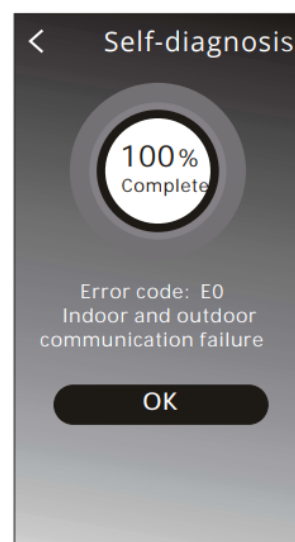 Self-diagnosis
100%
Complete
Error code: E0
Indoor and outdoor
communication failure
OK